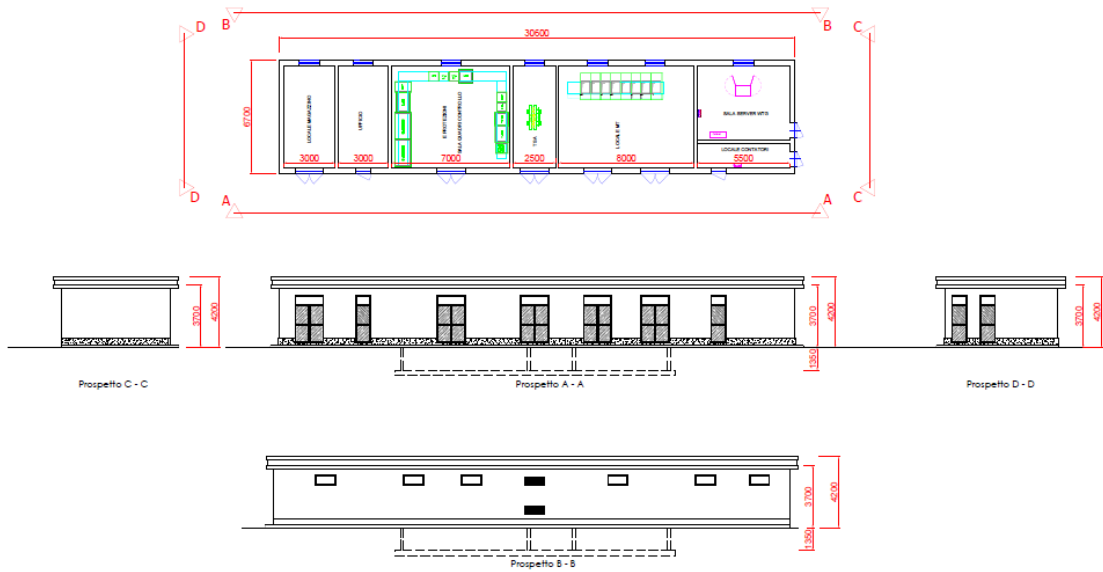 D
B
B
C
30600
6700
LOCALE MAGAZZINO
UFFICIO
E PROTEZIONI
SALA QUADRI CONTROLLO
TSA
LOCALE MT
SALA SERVER WTG
LOCALE CONTATORI
3000
3000
7000
2500
8000
5500
D
A
A
C
3700
4200
3700
4200
1350
3700
4200
Prospetto C - C
Prospetto A - A
Prospetto D - D
3700
4200
1350
Prospetto B - B